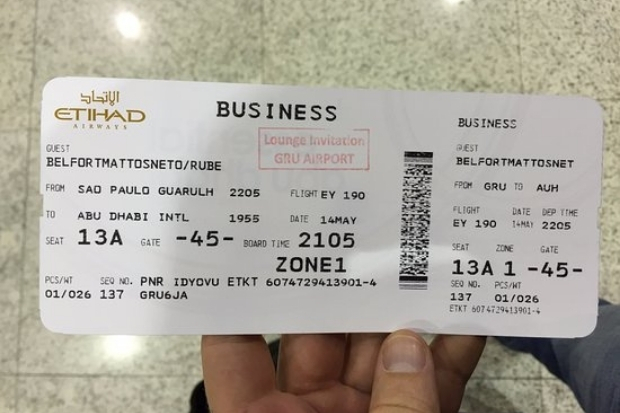 الإتحاد
ETIHAD
AIRWAYS
BUSINESS
Lounge Invitation
GRU AIRPORT
GUEST
BELFORTMATTOSNETO/RUBE
FROM SAO PAULO GUARULH 2205 FLIGHT EY 190
TO ABU DHABI INTL 1955 DATE 14MAY
SEAT 13A GATE -45- BOARD TIME 2105
ZONE1
PCS/WT SEQ NO. PNR IDYOVU ETKT 6074729413901-4
01/026 137 GRU6JA
BUSINESS
GUEST
BELFORTMATTOSNET
FROM GRU TO AUH
FLIGHT DATE DEP TIME
EY 190 14MAY 2205
SEAT ZONE GATE
13A 1 -45-
SEQ NO. PCS/WT
137 01/026
ETKT 6074729413901-4